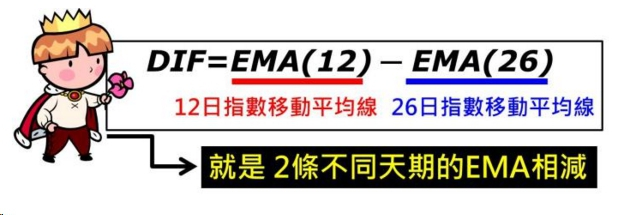 DIF=EMA(12)－EMA(26)
12日指數移動平均線 26日指數移動平均線
就是 2條不同天期的EMA相減